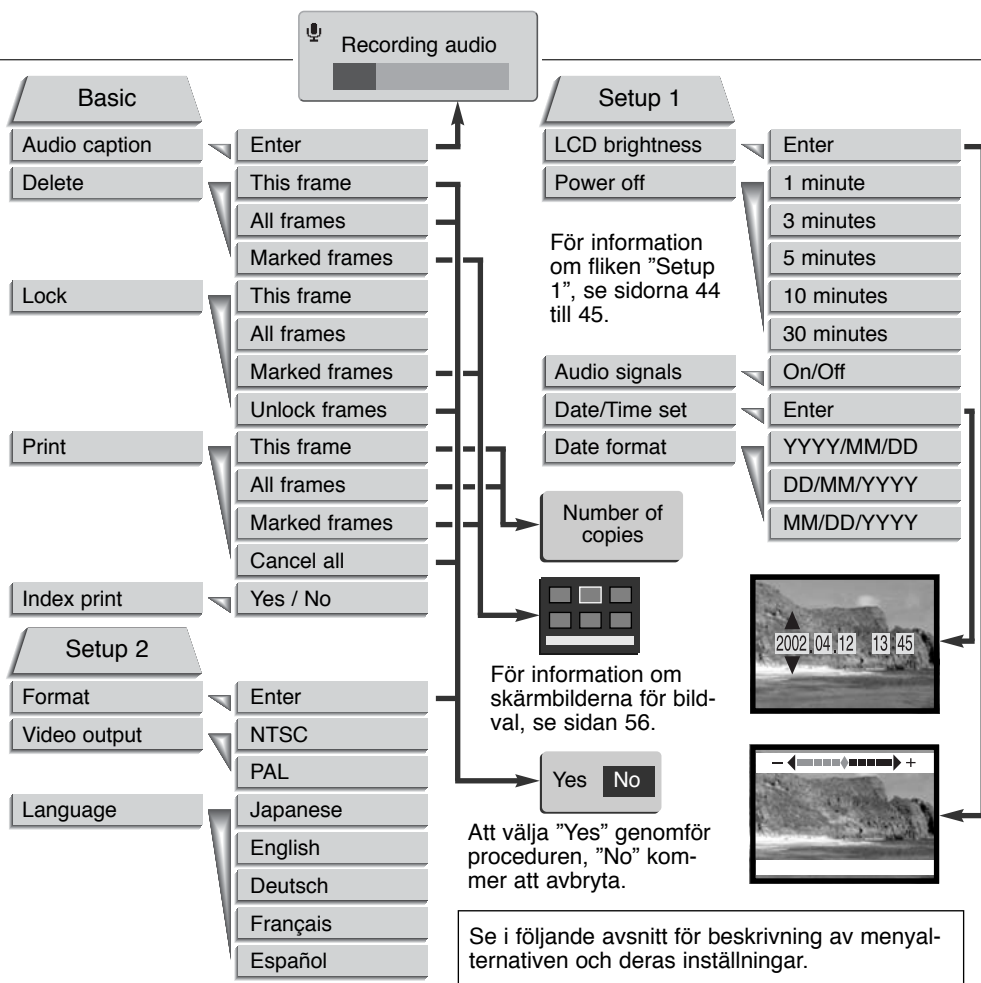 Recording audio
Basic
Audio caption
Enter
Delete
This frame
All frames
Marked frames
Lock
This frame
All frames
Marked frames
Unlock frames
Print
This frame
All frames
Marked frames
Cancel all
Index print
Yes / No
Setup 2
Format
Enter
Video output
NTSC
PAL
Language
Japanese
English
Deutsch
Français
Español
Setup 1
LCD brightness
Enter
Power off
1 minute
3 minutes
5 minutes
10 minutes
30 minutes
För information
om fliken ”Setup
1”, se sidorna 44
till 45.
Audio signals
On/Off
Date/Time set
Enter
Date format
YYYY/MM/DD
DD/MM/YYYY
MM/DD/YYYY
Number of
copies
För information om
skärmbilderna för bild-
val, se sidan 56.
2002.04.12 13:45
Yes No
Att välja ”Yes” genomför
proceduren, ”No” kom-
mer att avbryta.
– +
Se i följande avsnitt för beskrivning av menyal-
ternativen och deras inställningar.